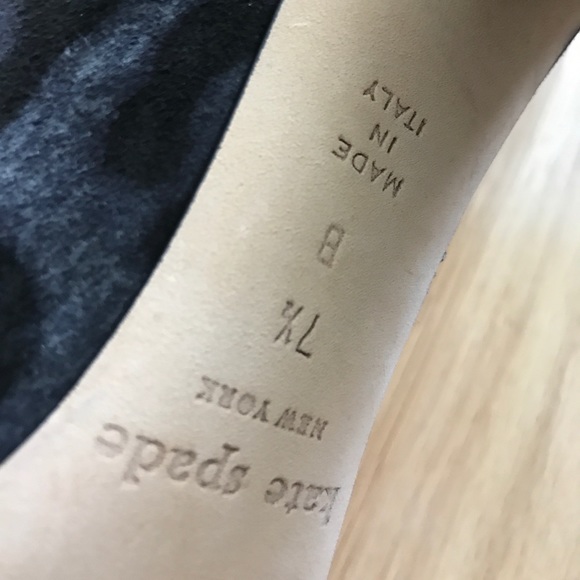 kate spade
NEW YORK
7½
B
MADE
IN
ITALY